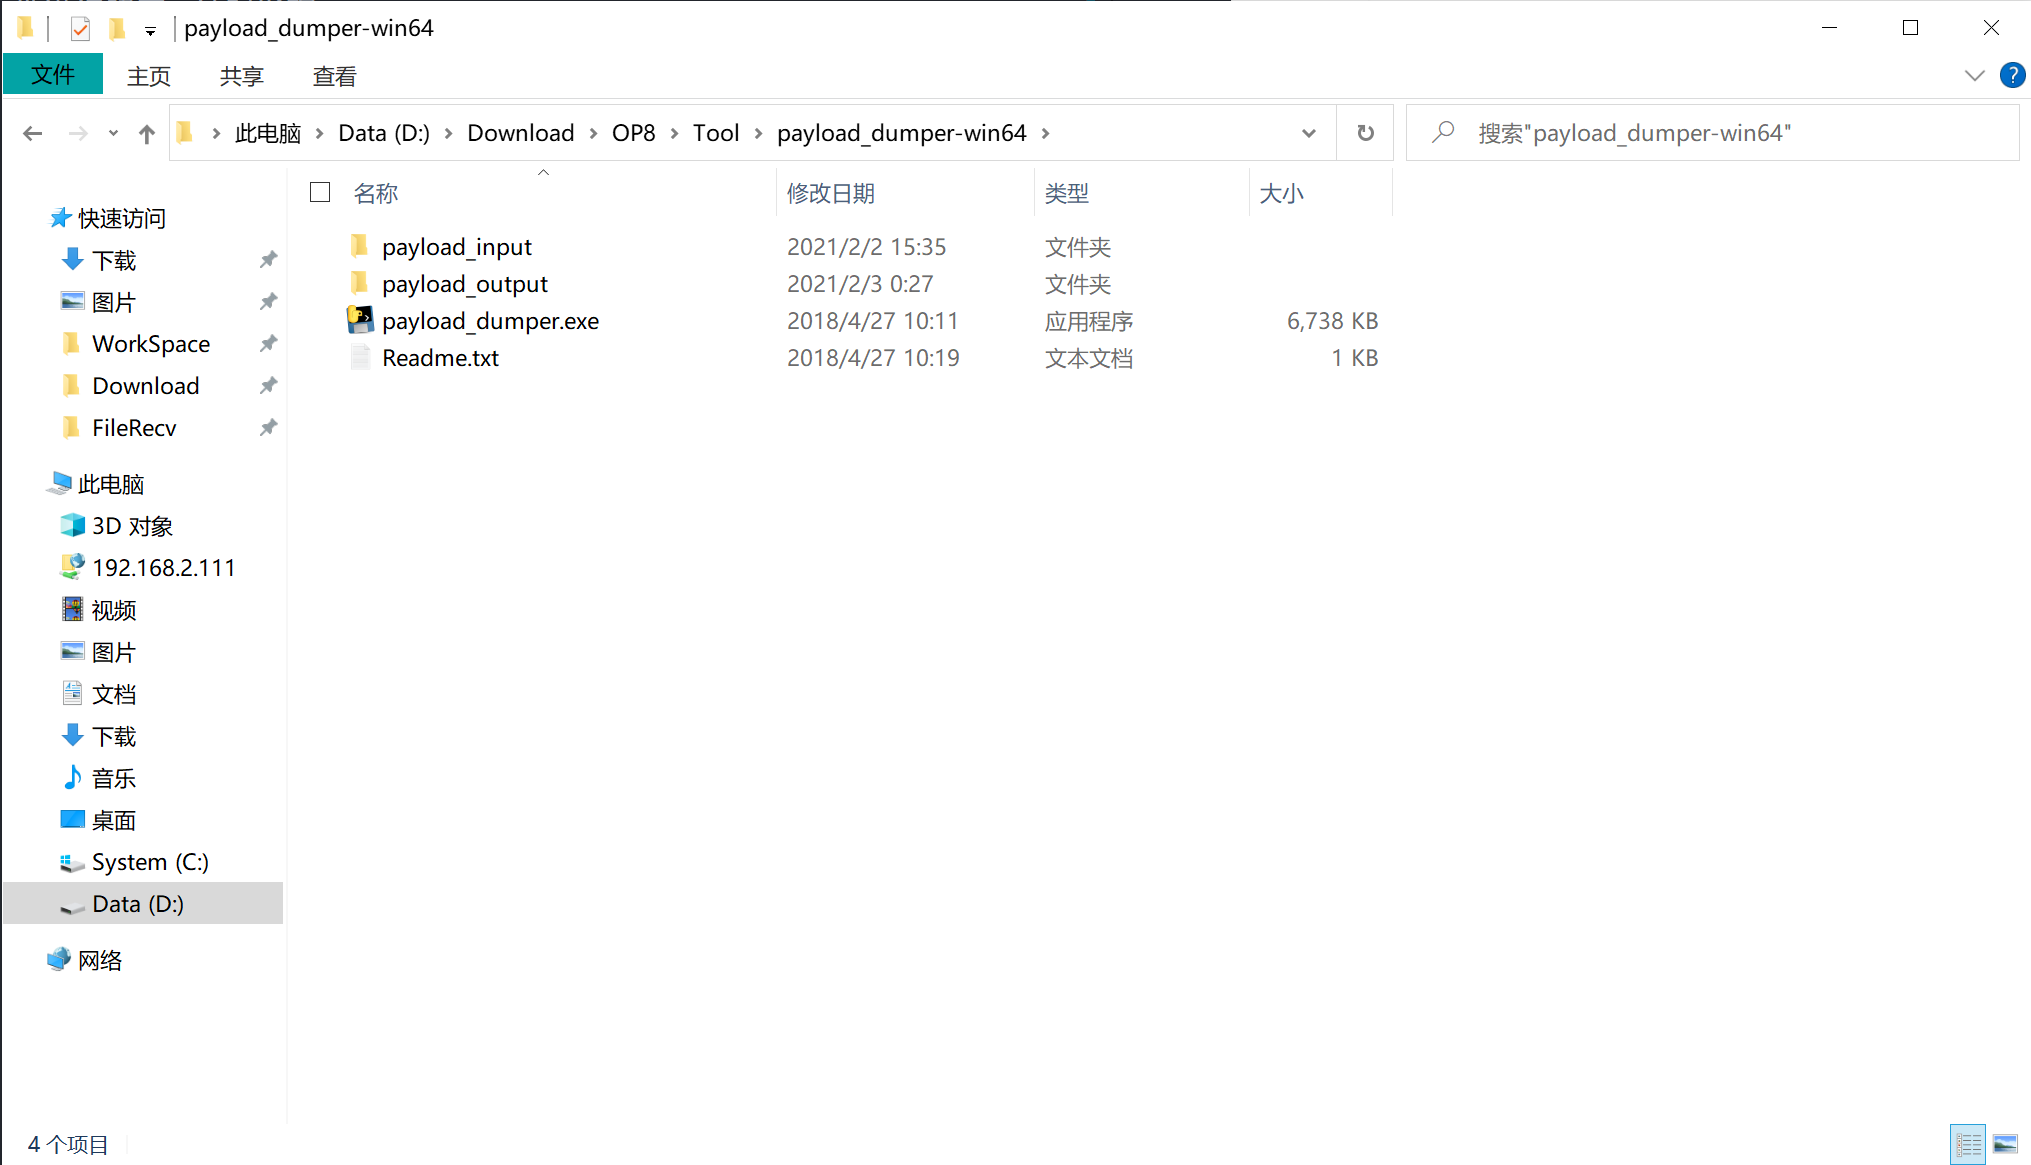 payload_dumper-win64
文件 主页 共享 查看
此电脑 Data (D:) Download OP8 Tool payload_dumper-win64 搜索"payload_dumper-win64"
名称 修改日期 类型 大小
payload_input 2021/2/2 15:35 文件夹
payload_output 2021/2/3 0:27 文件夹
payload_dumper.exe 2018/4/27 10:11 应用程序 6,738 KB
Readme.txt 2018/4/27 10:19 文本文档 1 KB
快速访问
下载
图片
WorkSpace
Download
FileRecv
此电脑
3D 对象
192.168.2.111
视频
图片
文档
下载
音乐
桌面
System (C:)
Data (D:)
网络
4 个项目